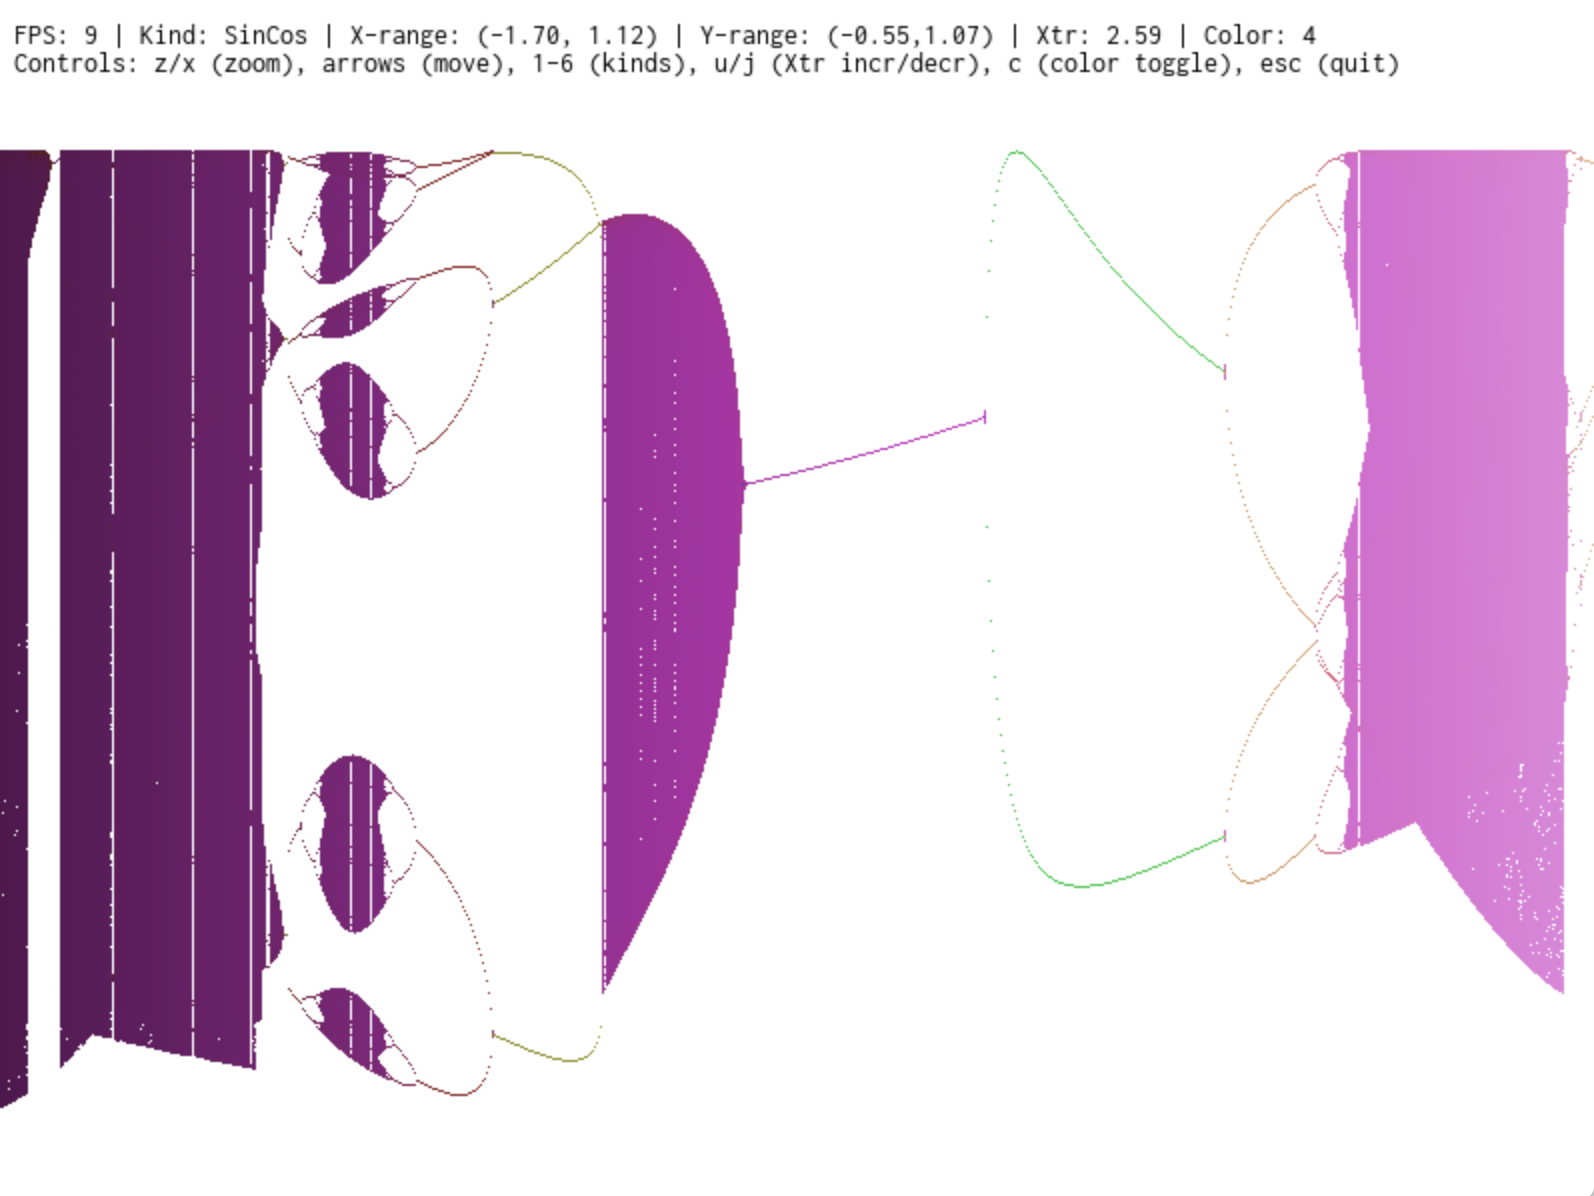 FPS: 9 | Kind: SinCos | X-range: (-1.70, 1.12) | Y-range: (-0.55,1.07) | Xtr: 2.59 | Color: 4
Controls: z/x (zoom), arrows (move), 1-6 (kinds), u/j (Xtr incr/decr), c (color toggle), esc (quit)